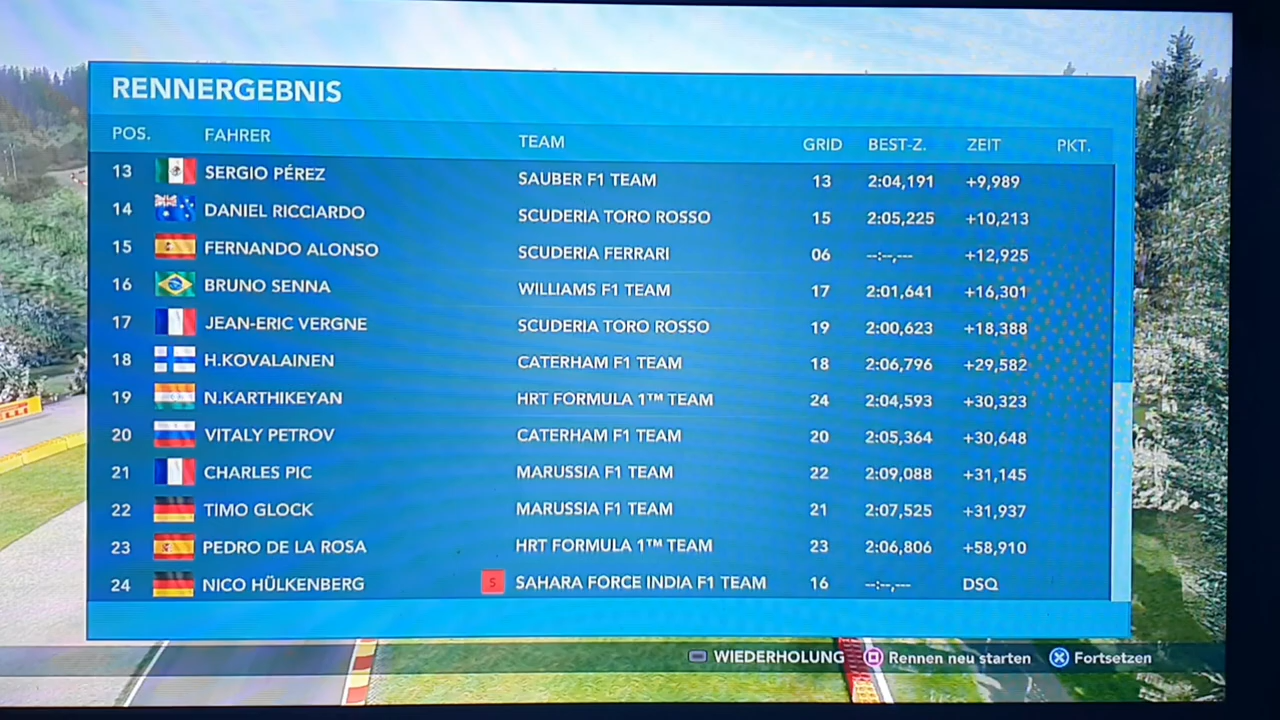 RENNERGEBNIS
POS. FAHRER TEAM GRID BEST-Z. ZEIT PKT.
13 SERGIO PÉREZ SAUBER F1 TEAM 13 2:04,191 +9,989
14 DANIEL RICCIARDO SCUDERIA TORO ROSSO 15 2:05,225 +10,213
15 FERNANDO ALONSO SCUDERIA FERRARI 06 --:--,--- +12,925
16 BRUNO SENNA WILLIAMS F1 TEAM 17 2:01,641 +16,301
17 JEAN-ERIC VERGNE SCUDERIA TORO ROSSO 19 2:00,623 +18,388
18 H.KOVALAINEN CATERHAM F1 TEAM 18 2:06,796 +29,582
19 N.KARTHIKEYAN HRT FORMULA 1™ TEAM 24 2:04,593 +30,323
20 VITALY PETROV CATERHAM F1 TEAM 20 2:05,364 +30,648
21 CHARLES PIC MARUSSIA F1 TEAM 22 2:09,088 +31,145
22 TIMO GLOCK MARUSSIA F1 TEAM 21 2:07,525 +31,937
23 PEDRO DE LA ROSA HRT FORMULA 1™ TEAM 23 2:06,806 +58,910
24 NICO HÜLKENBERG S SAHARA FORCE INDIA F1 TEAM 16 --:--,--- DSQ
WIEDERHOLUNG Rennen neu starten Fortsetzen